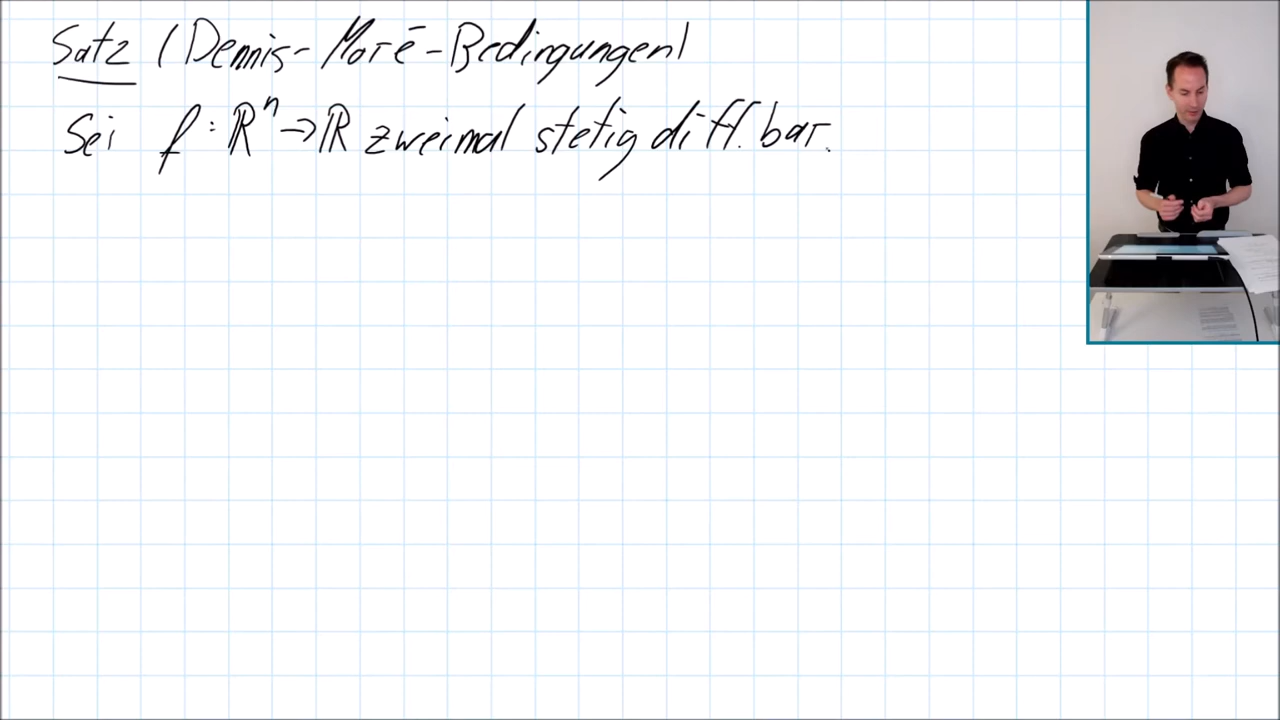 Satz (Dennis-Moré-Bedingungen)
Sei f: ℝⁿ→ℝ zweimal stetig diff.bar.